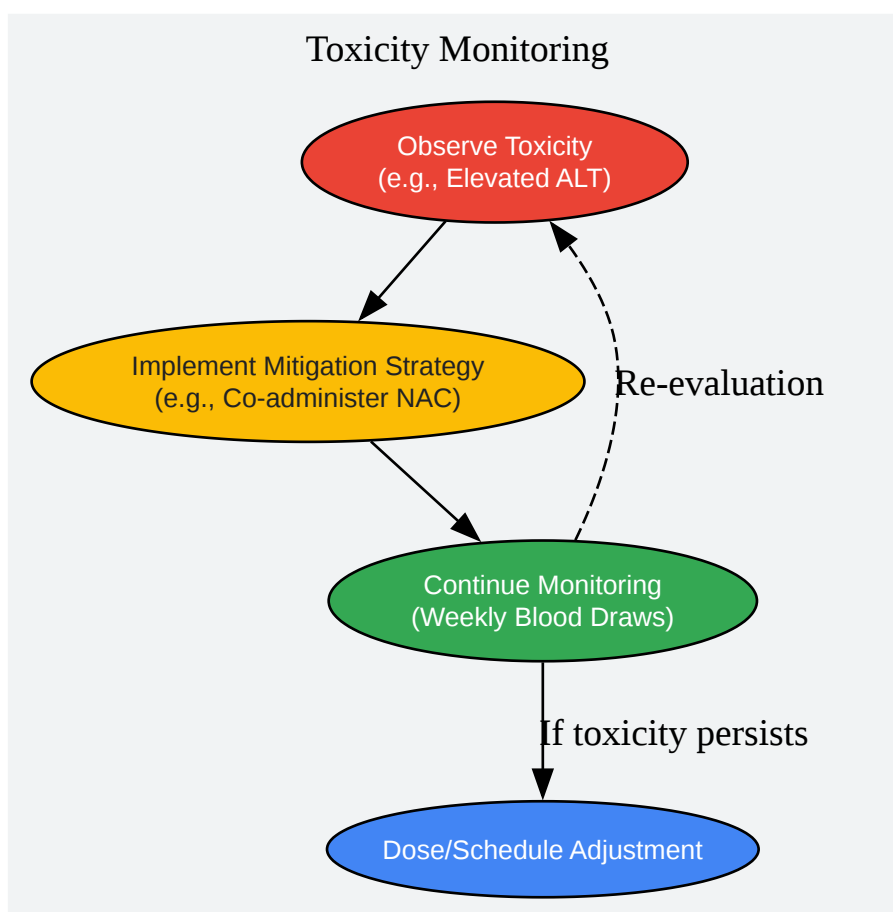 Toxicity Monitoring
Observe Toxicity
(e.g., Elevated ALT)
Implement Mitigation Strategy
(e.g., Co-administer NAC)
Re-evaluation
Continue Monitoring
(Weekly Blood Draws)
If toxicity persists
Dose/Schedule Adjustment